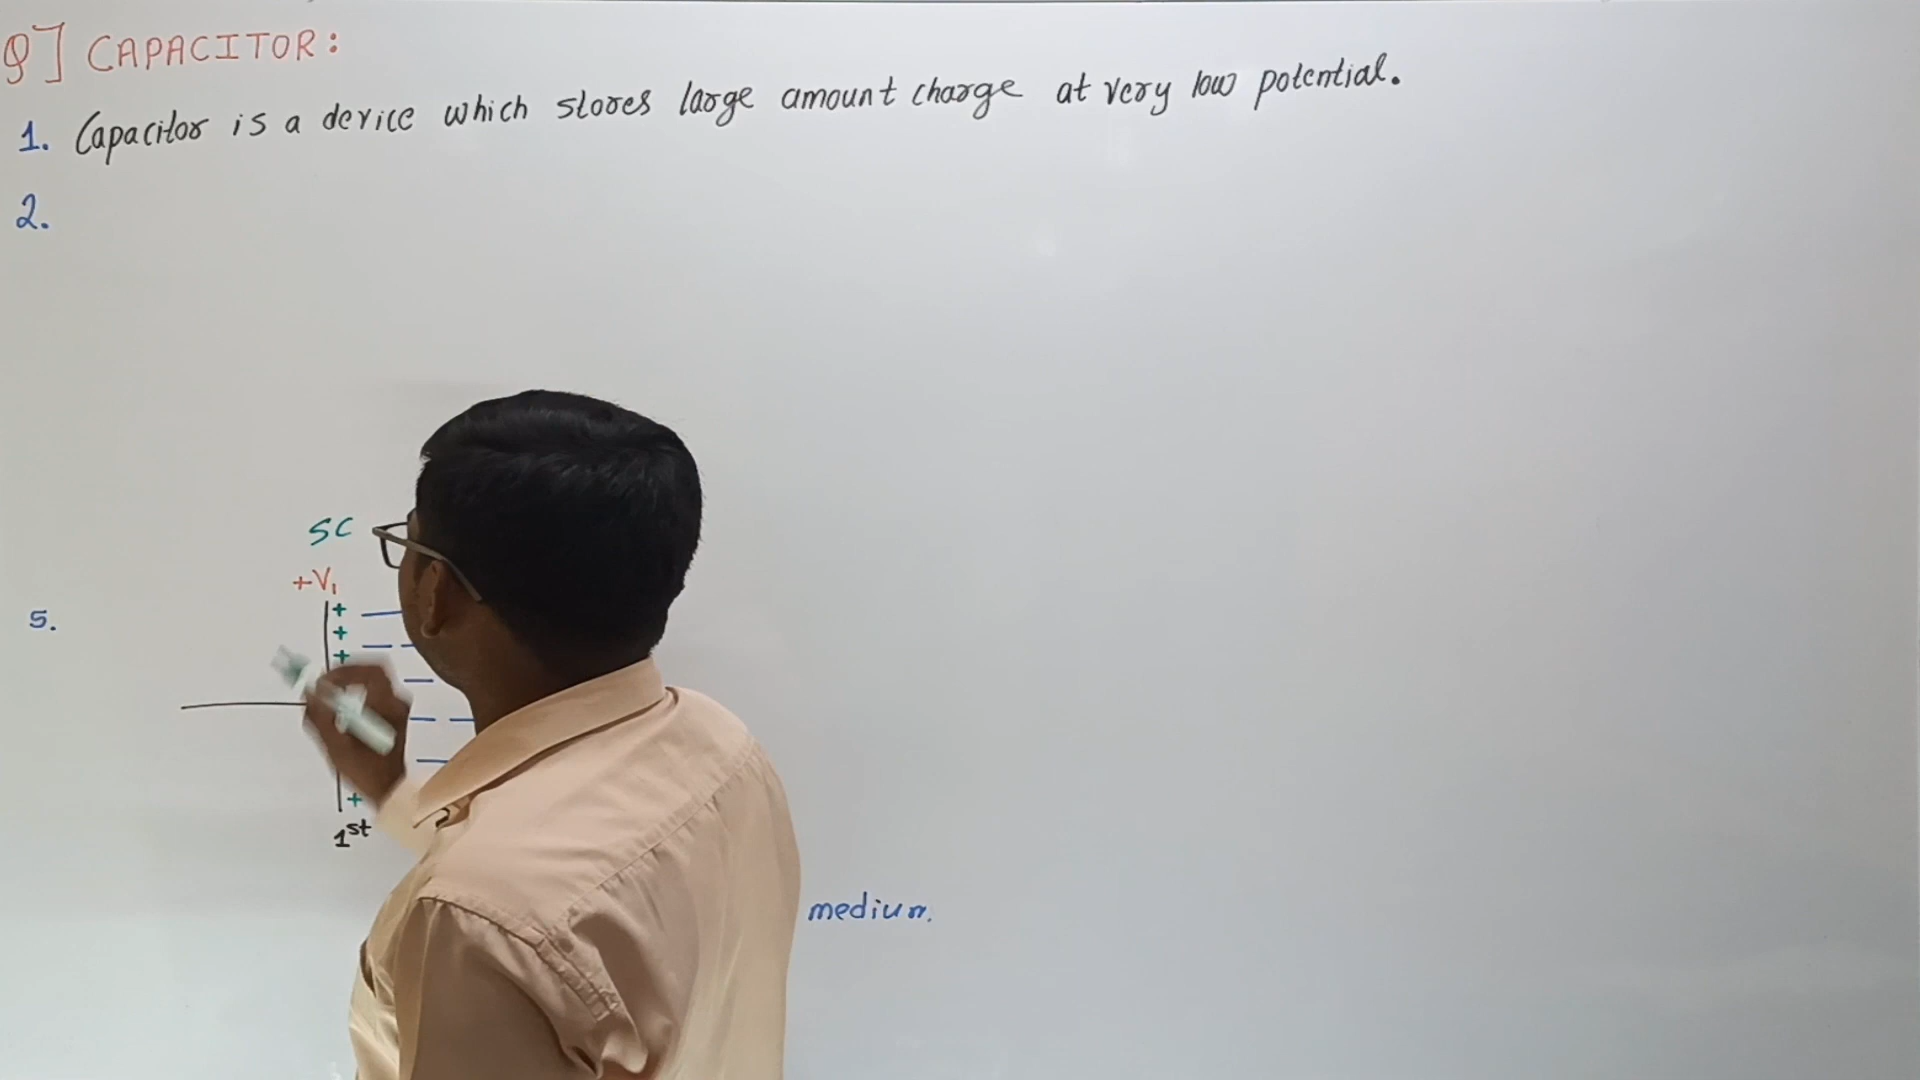 Q] CAPACITOR:
1. Capacitor is a device which stores large amount charge at very low potential.
2.
SC
+V1
5.
+
+
+
+
1st
medium.